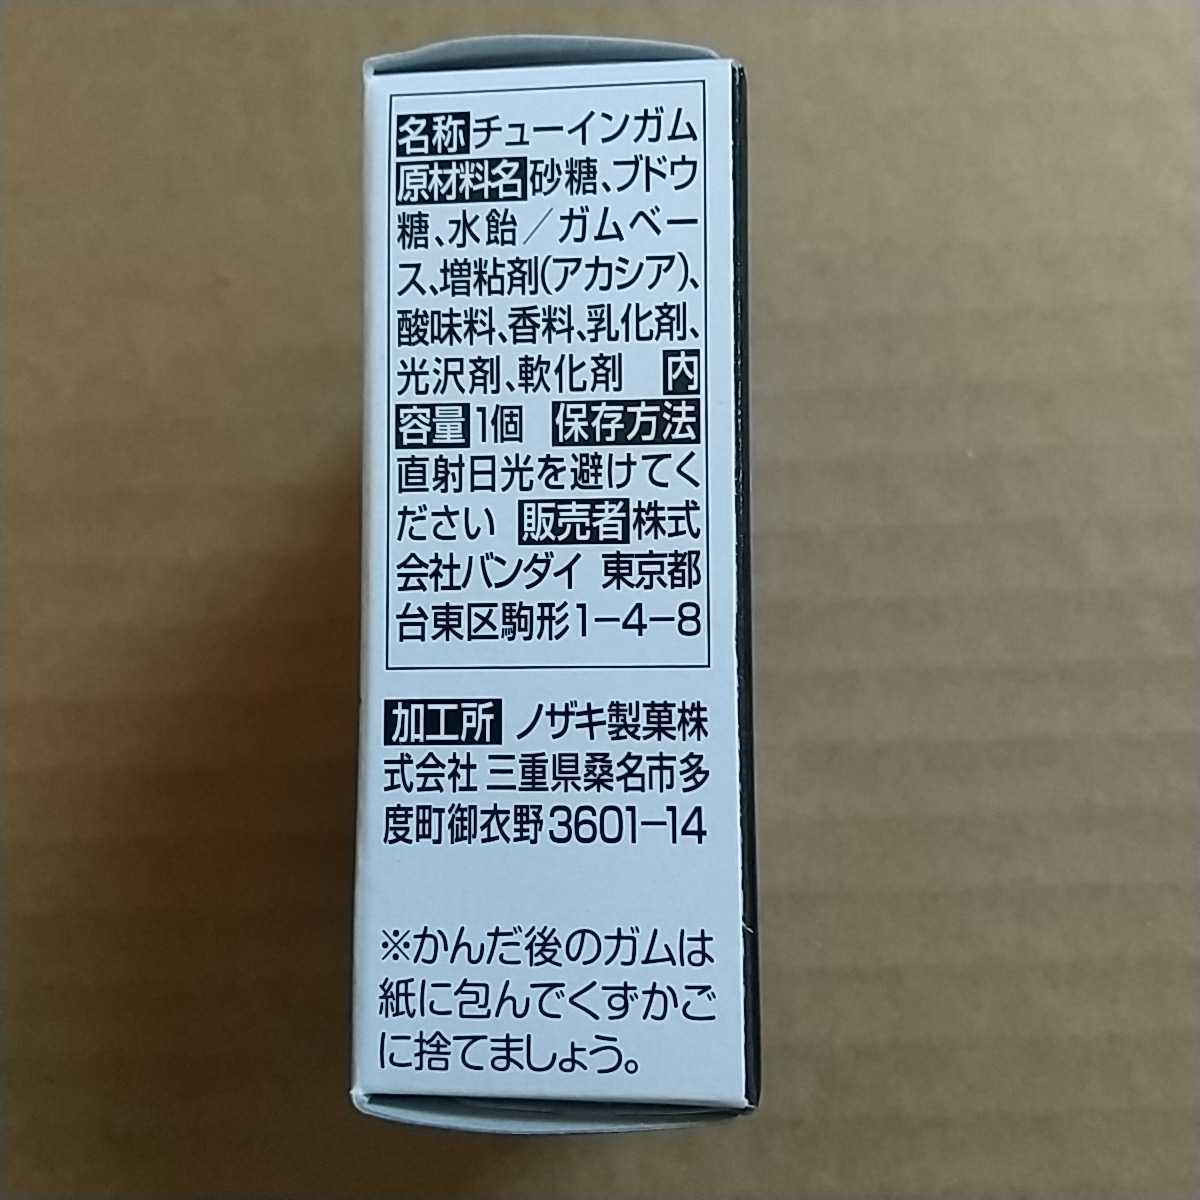 名称チューインガム
原材料名砂糖、ブドウ
糖、水飴／ガムベー
ス、増粘剤(アカシア)、
酸味料、香料、乳化剤、
光沢剤、軟化剤 内
容量1個 保存方法
直射日光を避けてく
ださい 販売者株式
会社バンダイ 東京都
台東区駒形1-4-8
加工所 ノザキ製菓株
式会社 三重県桑名市多
度町御衣野3601-14
※かんだ後のガムは
紙に包んでくずかご
に捨てましょう。